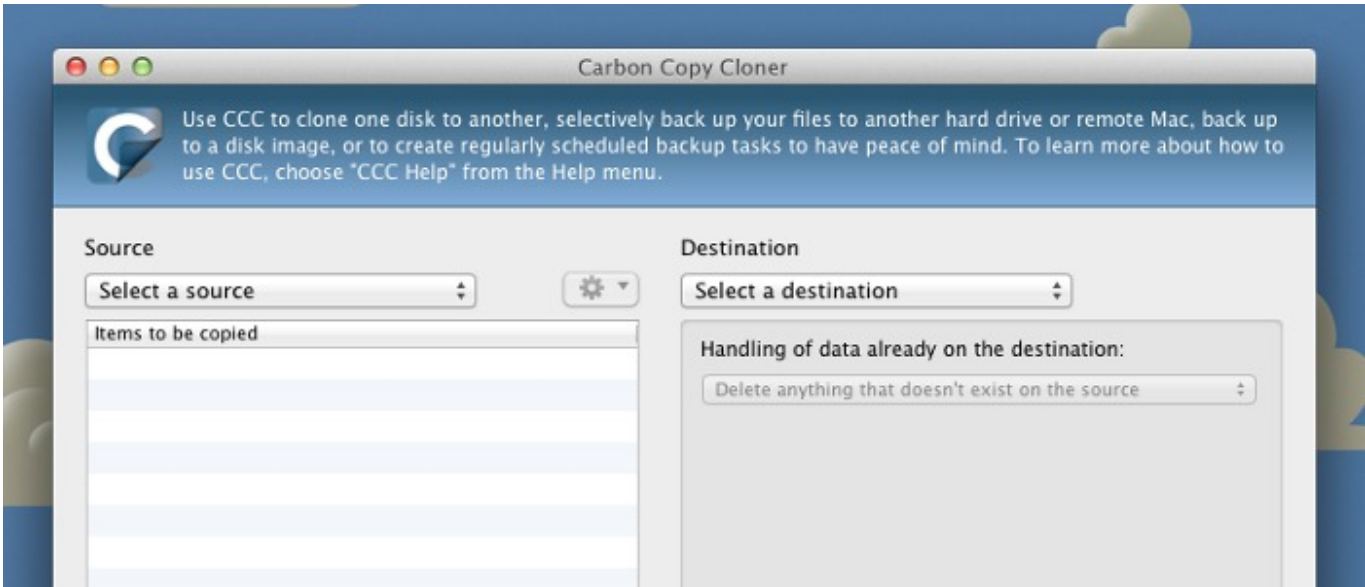 Carbon Copy Cloner
Use CCC to clone one disk to another, selectively back up your files to another hard drive or remote Mac, back up
to a disk image, or to create regularly scheduled backup tasks to have peace of mind. To learn more about how to
use CCC, choose "CCC Help" from the Help menu.
Source
Select a source
Items to be copied
Destination
Select a destination
Handling of data already on the destination:
Delete anything that doesn't exist on the source